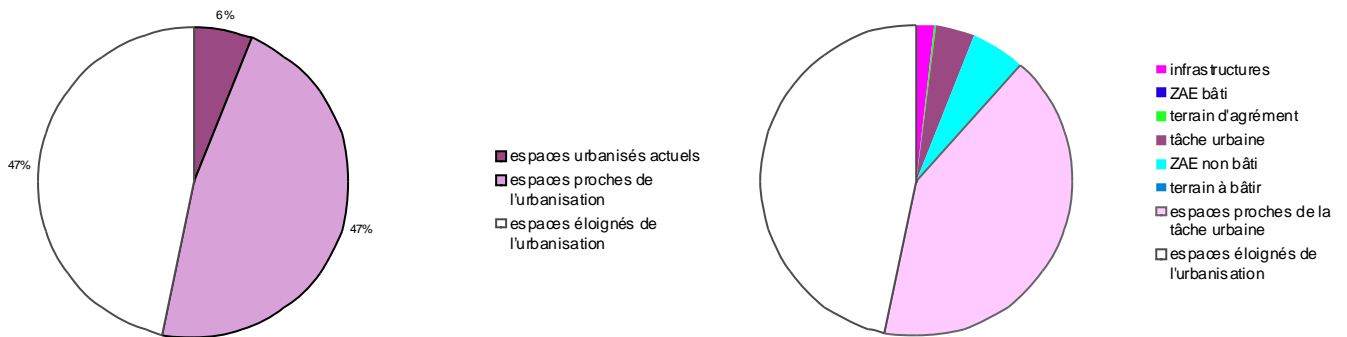 6%
47%
47%
espaces urbanisés actuels
espaces proches de
l'urbanisation
espaces éloignés de
l'urbanisation
infrastructures
ZAE bâti
terrain d'agrément
tâche urbaine
ZAE non bâti
terrain à bâtir
espaces proches de la
tâche urbaine
espaces éloignés de
l'urbanisation